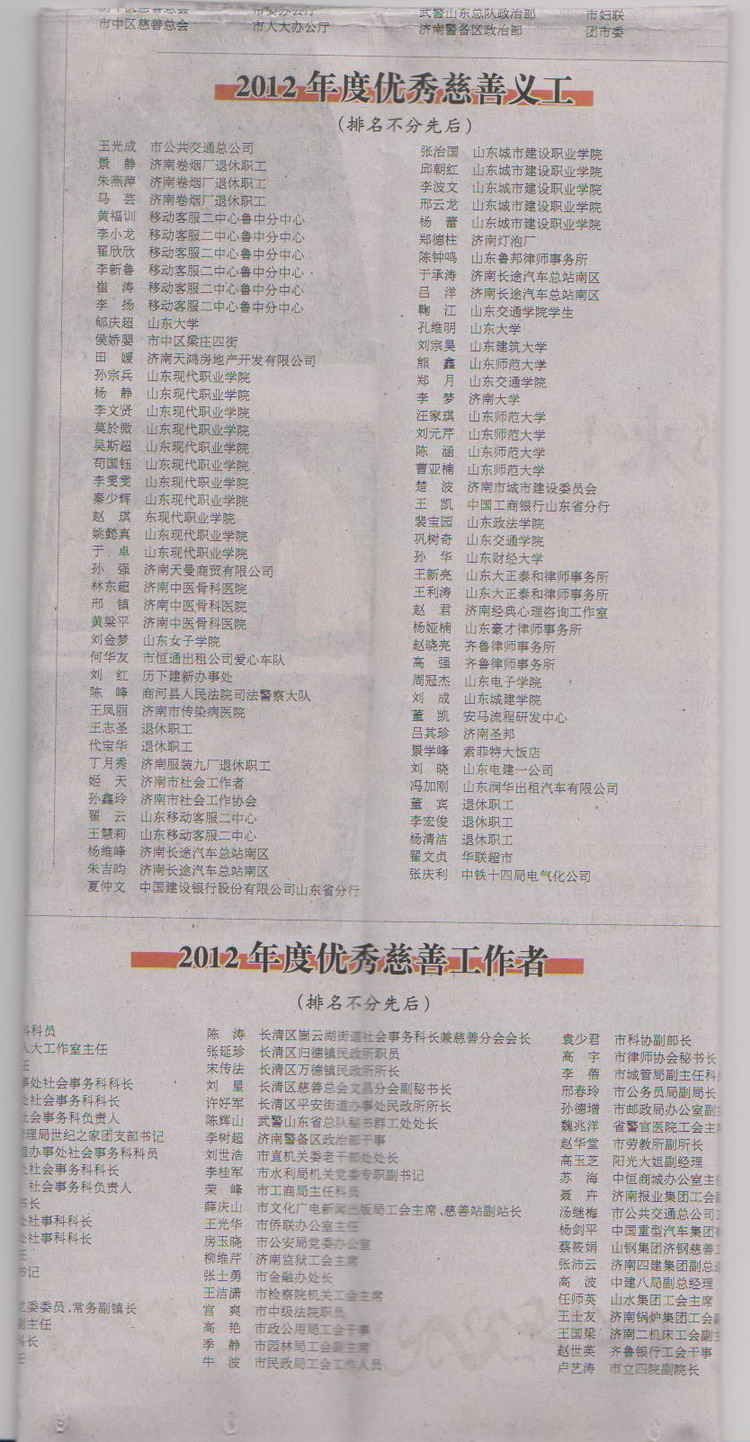 市中区慈善总会
市人大办公厅
武警山东总队政治部
济南警备区政治部
市妇联
团市委
2012年度优秀慈善义工
(排名不分先后)
王光成 市公共交通总公司
景静 济南卷烟厂退休职工
朱燕萍 济南卷烟厂退休职工
马芸 济南卷烟厂退休职工
黄福训 移动客服二中心鲁中分中心
李小龙 移动客服二中心鲁中分中心
翟欣欣 移动客服二中心鲁中分中心
李新鲁 移动客服二中心鲁中分中心
崔涛 移动客服二中心鲁中分中心
李扬 移动客服二中心鲁中分中心
郇庆超 山东大学
侯娇婴 市中区梁庄四街
田媛 济南天鸿房地产开发有限公司
孙宗兵 山东现代职业学院
杨静 山东现代职业学院
李文贤 山东现代职业学院
莫於微 山东现代职业学院
吴斯超 山东现代职业学院
苟国钰 山东现代职业学院
李雯雯 山东现代职业学院
秦少辉 山东现代职业学院
赵琪 东现代职业学院
姚懿真 山东现代职业学院
于卓 山东现代职业学院
孙强 济南天曼商贸有限公司
林东超 济南中医骨科医院
邢镇 济南中医骨科医院
黄梁平 济南中医骨科医院
刘金梦 山东女子学院
何华友 市恒通出租公司爱心车队
刘红 历下建新办事处
陈峰 商河县人民法院司法警察大队
王凤丽 济南市传染病医院
王志圣 退休职工
代宝华 退休职工
丁月秀 济南服装九厂退休职工
姬天 济南市社会工作者
孙鑫玲 济南市社会工作协会
翟云 山东移动客服二中心
王慧莉 山东移动客服二中心
杨维峰 济南长途汽车总站南区
朱吉昀 济南长途汽车总站南区
夏仲文 中国建设银行股份有限公司山东省分行
张治国 山东城市建设职业学院
邱朝红 山东城市建设职业学院
李波文 山东城市建设职业学院
邢云龙 山东城市建设职业学院
杨蕾 山东城市建设职业学院
郑德柱 济南灯泡厂
陈钟鸣 山东鲁邦律师事务所
于承涛 济南长途汽车总站南区
吕洋 济南长途汽车总站南区
鞠江 山东交通学院学生
孔维明 山东大学
刘宗昊 山东建筑大学
熊鑫 山东师范大学
郑月 山东交通学院
李梦 济南大学
汪家琪 山东师范大学
刘元芹 山东师范大学
陈涵 山东师范大学
曹亚楠 山东师范大学
楚波 济南市城市建设委员会
王凯 中国工商银行山东省分行
裴宝园 山东政法学院
巩树奇 山东交通学院
孙华 山东财经大学
王新亮 山东大正泰和律师事务所
王利涛 山东大正泰和律师事务所
赵君 济南经典心理咨询工作室
杨娅楠 山东豪才律师事务所
赵晓亮 齐鲁律师事务所
高强 齐鲁律师事务所
周冠杰 山东电子学院
刘成 山东城建学院
董凯 安马流程研发中心
吕其珍 济南圣邦
景学峰 索菲特大饭店
刘晓 山东电建一公司
冯加刚 山东润华出租汽车有限公司
董宾 退休职工
李宏俊 退休职工
杨清洁 退休职工
翟文贞 华联超市
张庆利 中铁十四局电气化公司
2012年度优秀慈善工作者
(排名不分先后)
科员
人大工作室主任
事处社会事务科科长
社会事务科科长
社会事务科负责人
管理局世纪之家团支部书记
道办事处社会事务科科员
社会事务科科长
社会事务科负责人
书长
处社事科科长
处社事科科长
书记
党委委员,常务副镇长
副主任
科长
陈涛 长清区崮云湖街道社会事务科长兼慈善分会会长
张延珍 长清区归德镇民政所职员
宋传法 长清区万德镇民政所所长
刘星 长清区慈善总会文昌分会副秘书长
许好军 长清区平安街道办事处民政所所长
陈辉山 武警山东省总队秘书群工处处长
李树超 济南警备区政治部干事
刘世浩 市直机关委老干部处处长
李桂军 市水利局机关党委专职副书记
荣峰 市工商局主任科员
薛庆山 市文化广电新闻出版局工会主席、慈善站副站长
王光华 市侨联办公室主任
房玉晓 市公安局党委办公室
柳维芹 济南监狱工会主席
张士勇 市金融办处长
王洁潇 市检察院机关工会主席
宫爽 市中级法院职员
高艳 市政公用局工会干事
季静 市园林局工会副主席
牛波 市民政局工会工作人员
袁少君 市科协副部长
高宇 市律师协会秘书长
李蓓 市城管局副主任科
邢春玲 市公务员局副局长
孙德增 市邮政局办公室副
魏兆洋 省警官医院工会主
赵华堂 市劳教所副所长
高玉芝 阳光大姐副经理
苏海 中恒商城办公室主
聂卉 济南报业集团工会
汤继梅 市公共交通总公司
杨剑平 中国重型汽车集团
蔡筱娟 山钢集团济钢慈善
张沛云 济南四建集团副总
高波 中建八局副总经理
任师英 山水集团工会主席
王士友 济南锅炉集团工会
王国梁 济南二机床工会副
赵世英 齐鲁银行工会干事
卢艺涛 市立四院副院长